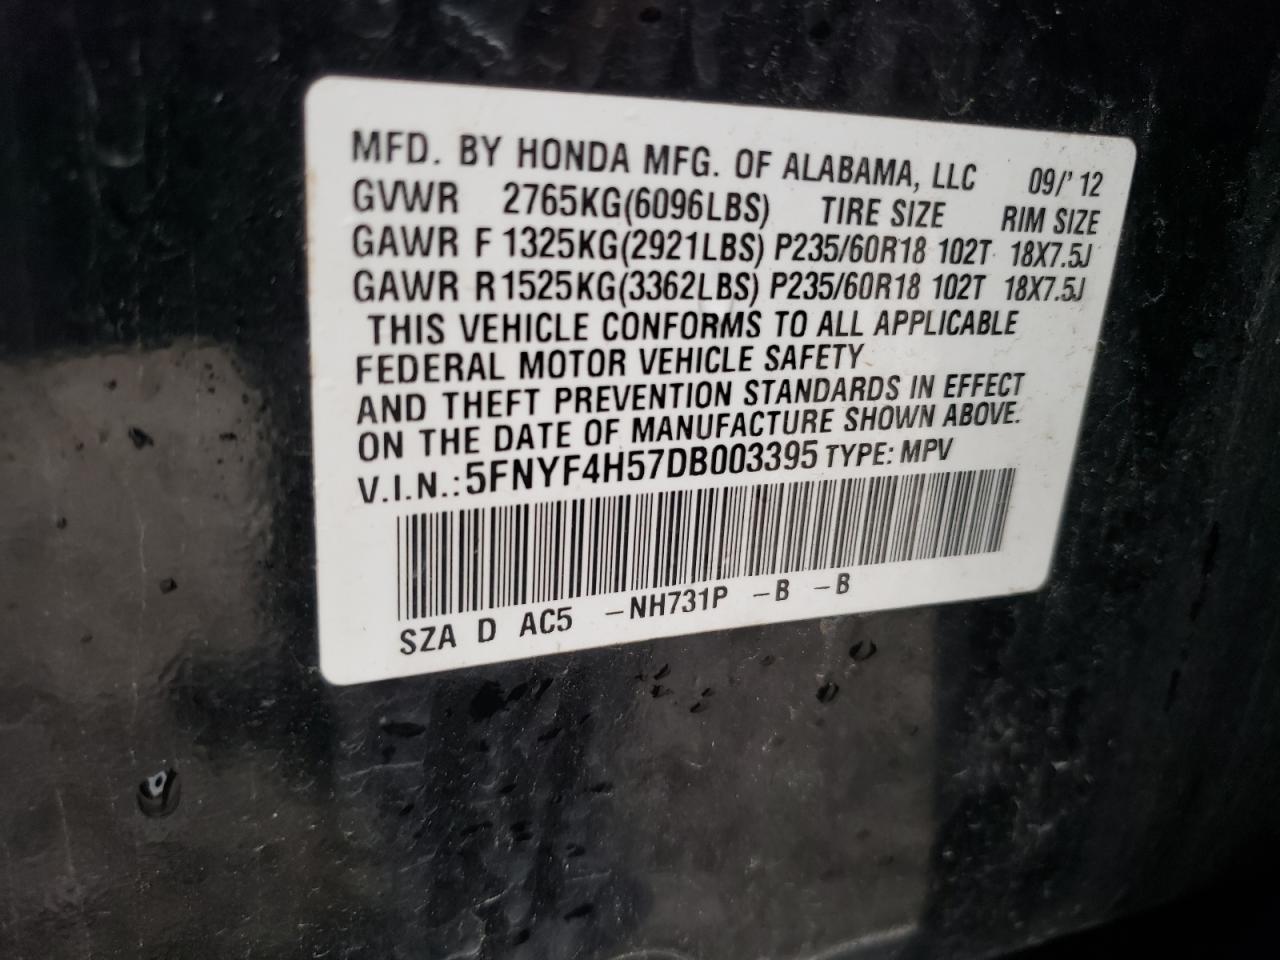 MFD. BY HONDA MFG. OF ALABAMA, LLC 09/'12
GVWR 2765KG(6096LBS) TIRE SIZE RIM SIZE
GAWR F 1325KG(2921LBS) P235/60R18 102T 18X7.5J
GAWR R 1525KG(3362LBS) P235/60R18 102T 18X7.5J
THIS VEHICLE CONFORMS TO ALL APPLICABLE
FEDERAL MOTOR VEHICLE SAFETY
AND THEFT PREVENTION STANDARDS IN EFFECT
ON THE DATE OF MANUFACTURE SHOWN ABOVE.
V.I.N.:5FNYF4H57DB003395 TYPE: MPV
SZA D AC5 –NH731P –B –B